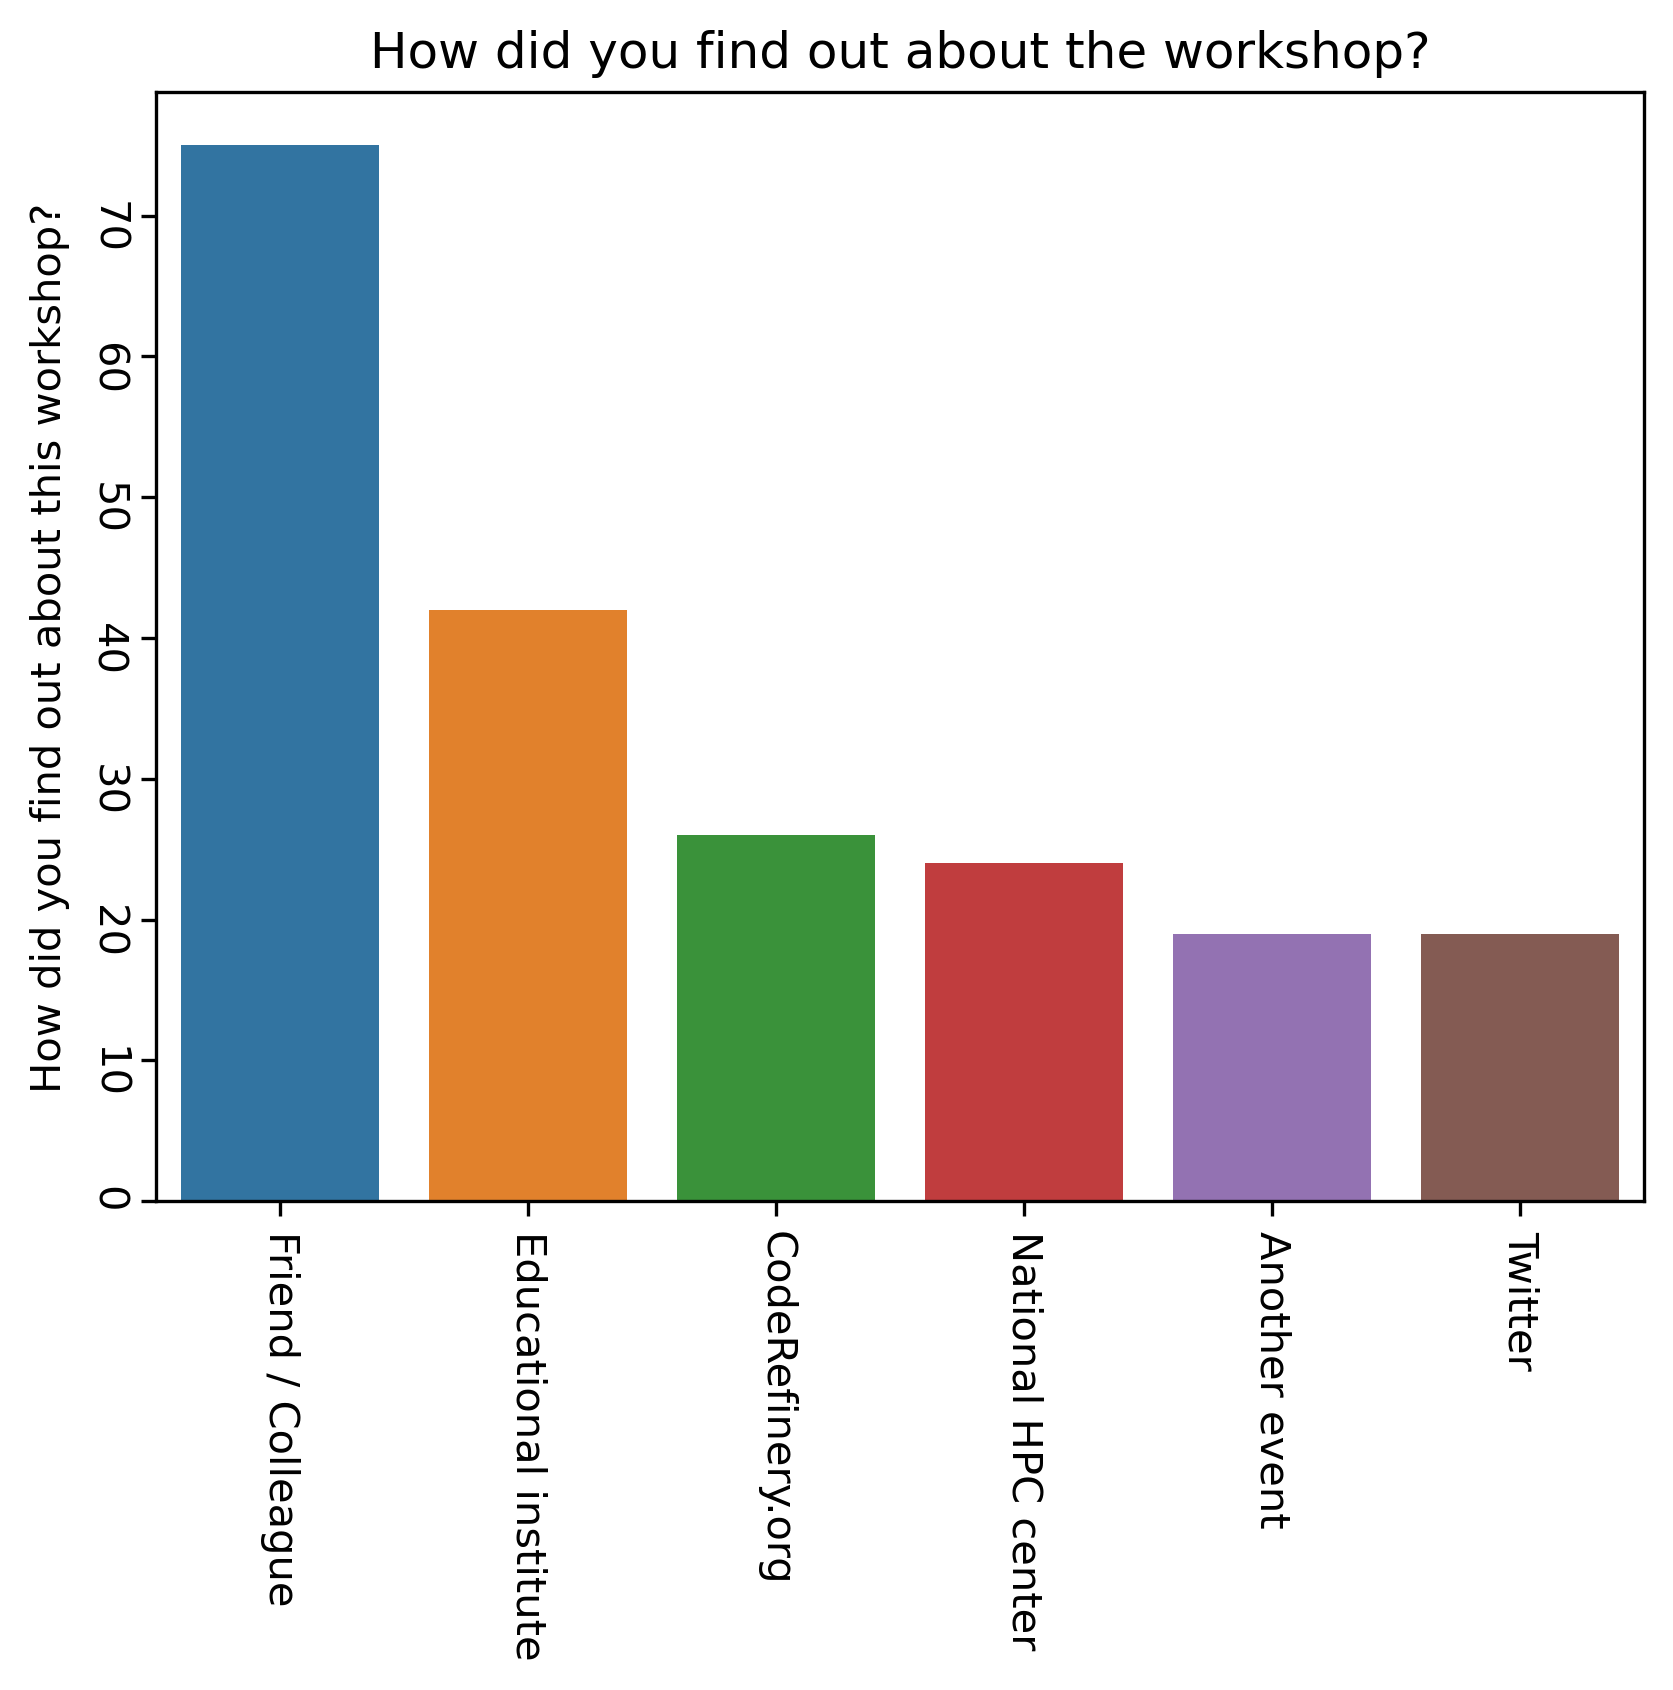 How did you find out about the workshop?
How did you find out about this workshop?
70
60
50
40
30
20
10
0
Friend / Colleague
Educational institute
CodeRefinery.org
National HPC center
Another event
Twitter